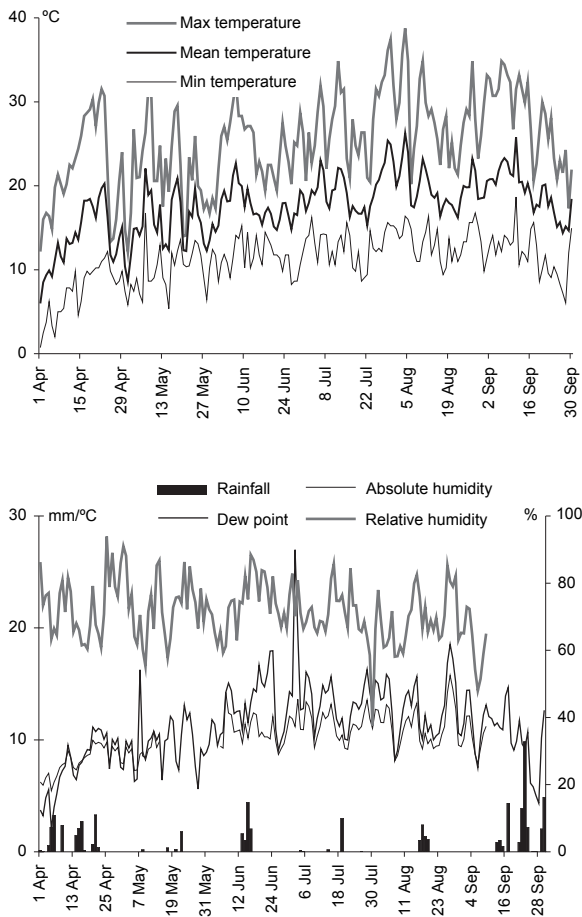 40
ºC
Max temperature
Mean temperature
Min temperature
30
20
10
0
1 Apr
15 Apr
29 Apr
13 May
27 May
10 Jun
24 Jun
8 Jul
22 Jul
5 Aug
19 Aug
2 Sep
16 Sep
30 Sep
Rainfall
Absolute humidity
Dew point
Relative humidity
30
mm/ºC
%
100
80
20
60
40
10
20
0
0
1 Apr
13 Apr
25 Apr
7 May
19 May
31 May
12 Jun
24 Jun
6 Jul
18 Jul
30 Jul
11 Aug
23 Aug
4 Sep
16 Sep
28 Sep